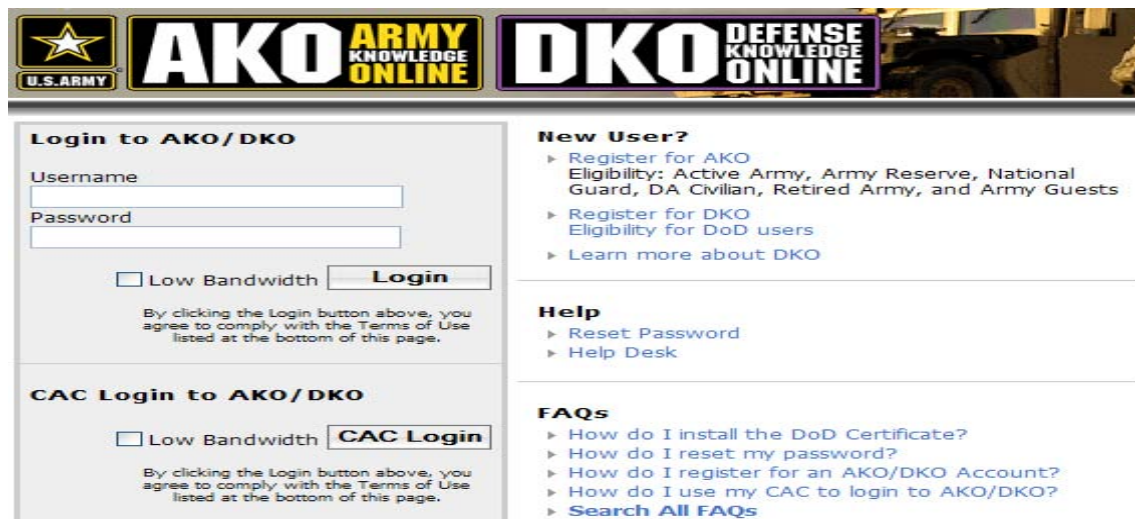 U.S.ARMY
AKO ARMY KNOWLEDGE ONLINE
DKO DEFENSE KNOWLEDGE ONLINE
Login to AKO/DKO
Username
Password
Low Bandwidth Login
By clicking the Login button above, you
agree to comply with the Terms of Use
listed at the bottom of this page.
CAC Login to AKO/DKO
Low Bandwidth CAC Login
By clicking the Login button above, you
agree to comply with the Terms of Use
listed at the bottom of this page.
New User?
Register for AKO
Eligibility: Active Army, Army Reserve, National
Guard, DA Civilian, Retired Army, and Army Guests
Register for DKO
Eligibility for DoD users
Learn more about DKO
Help
Reset Password
Help Desk
FAQs
How do I install the DoD Certificate?
How do I reset my password?
How do I register for an AKO/DKO Account?
How do I use my CAC to login to AKO/DKO?
Search All FAQs